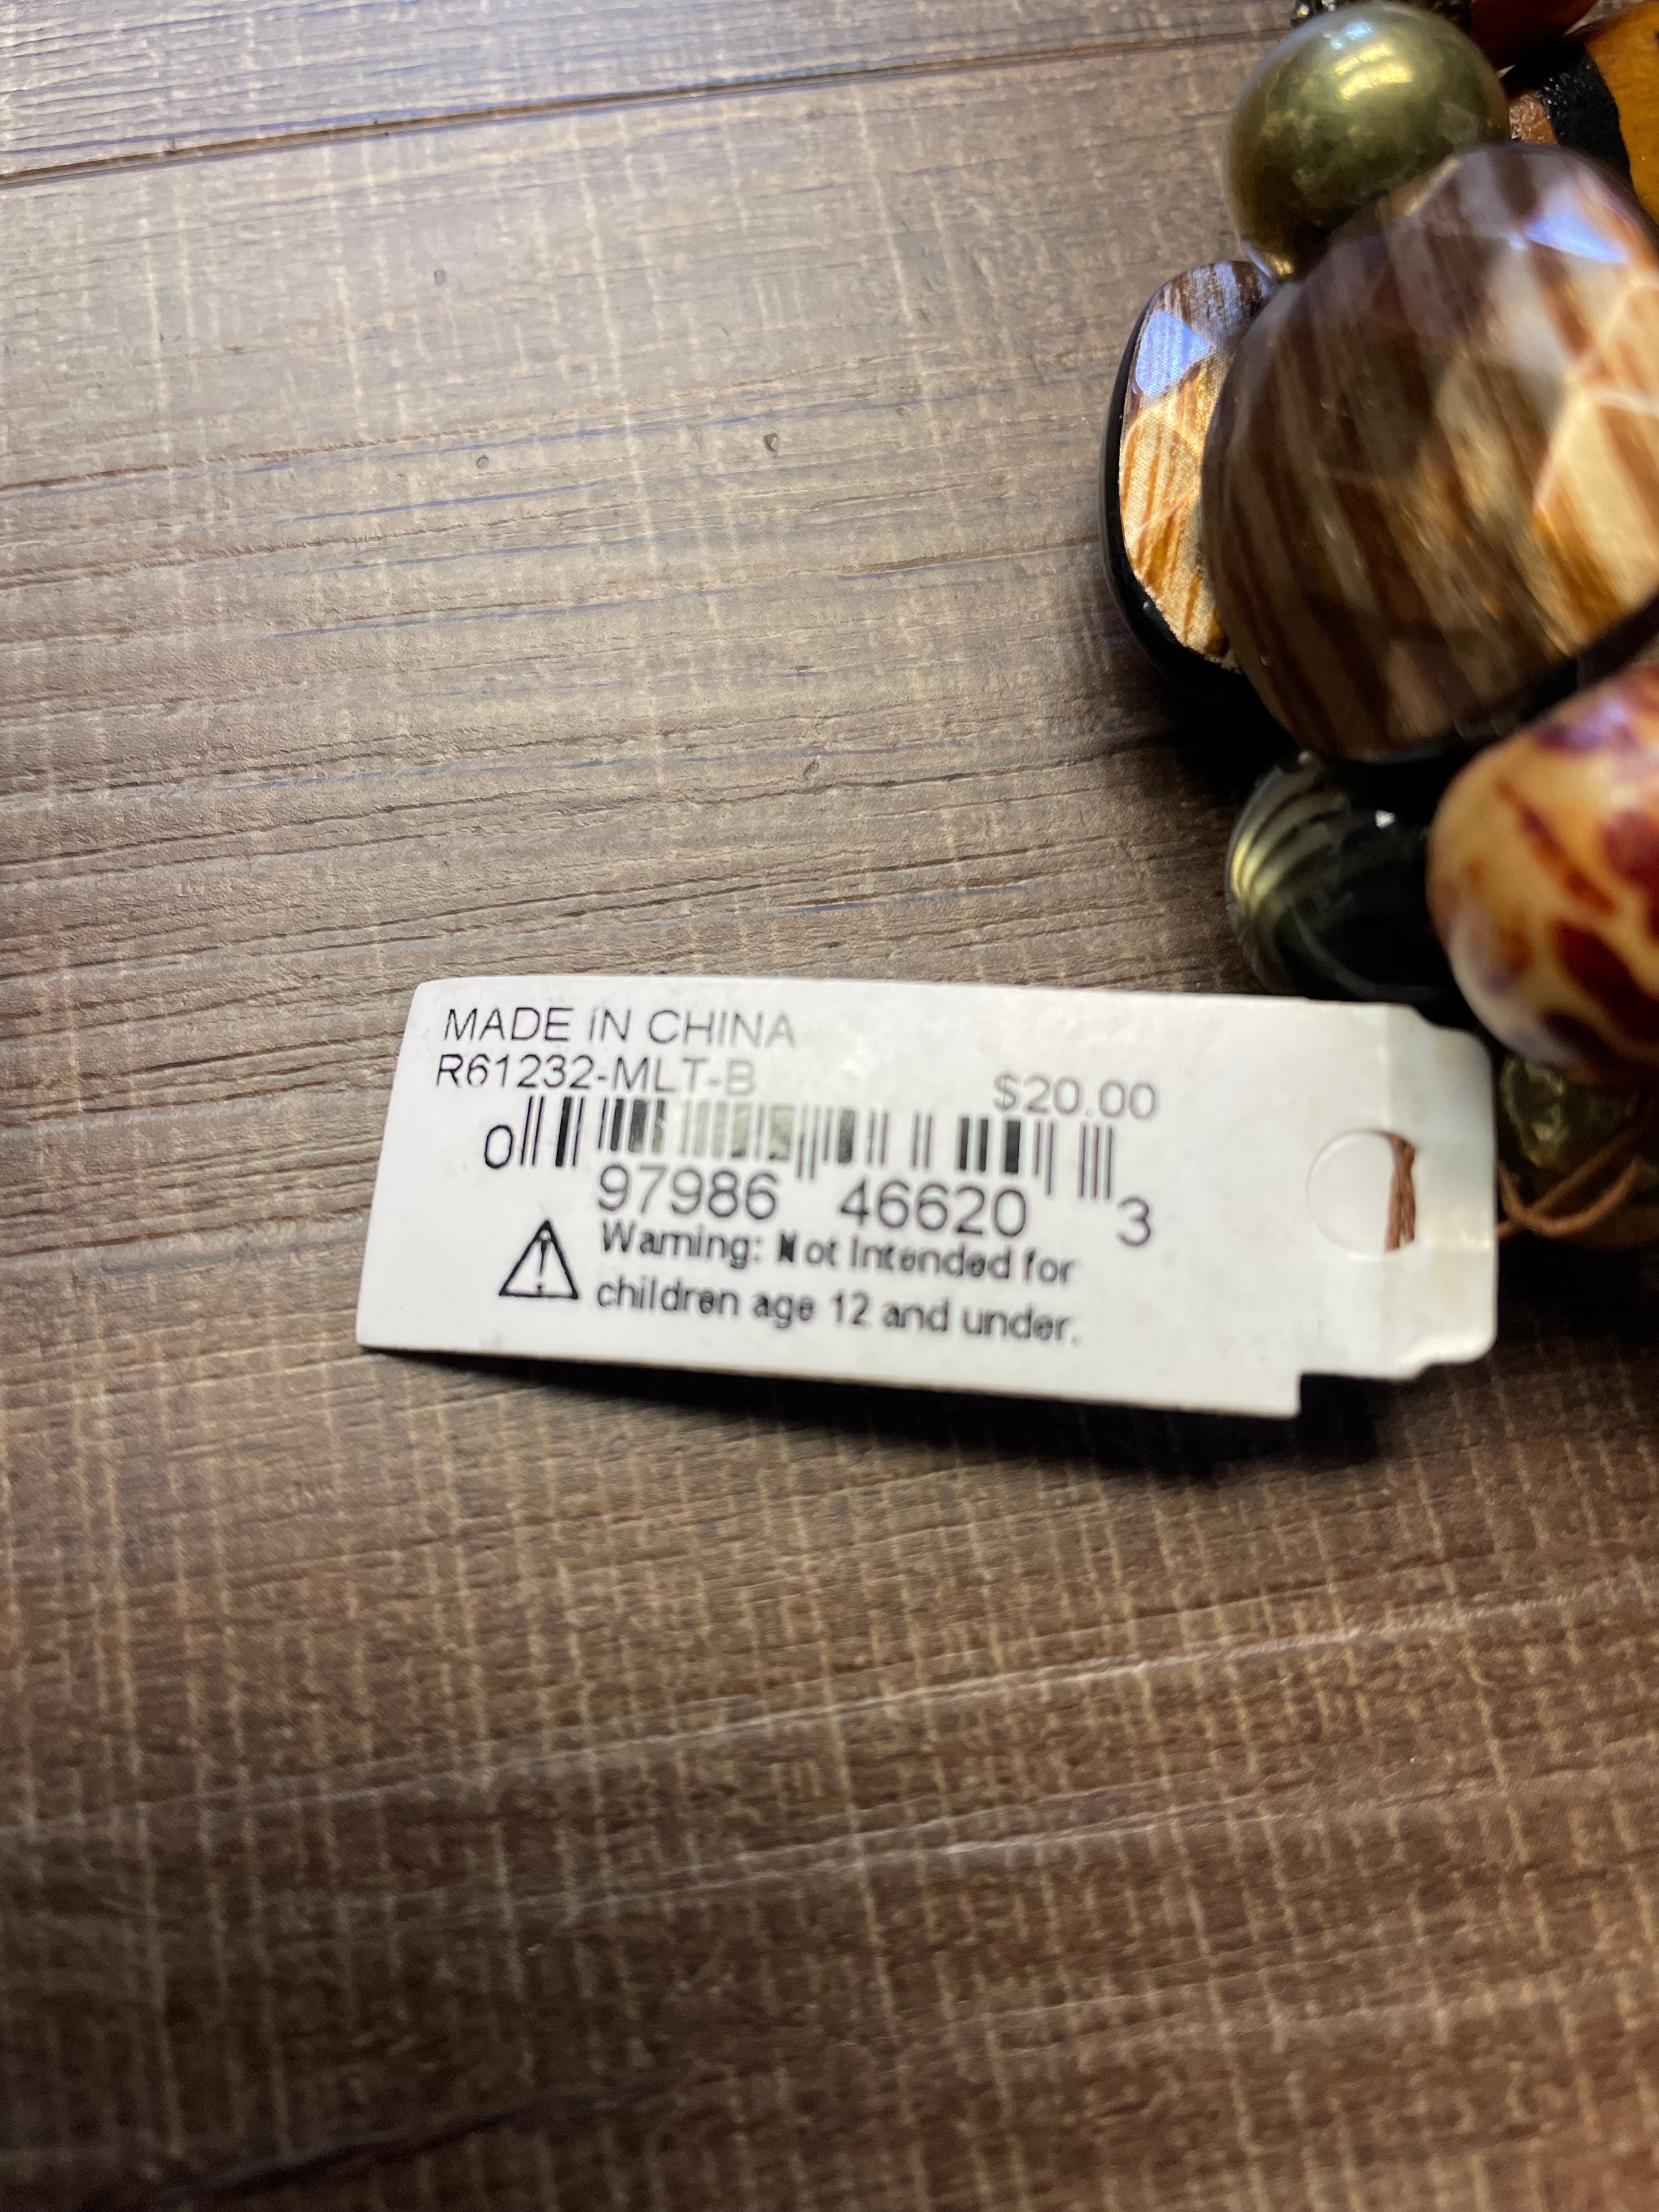 MADE IN CHINA
R61232-MLT-B
$20.00
0 97986 46620 3
Warning: Not Intended for
children age 12 and under.